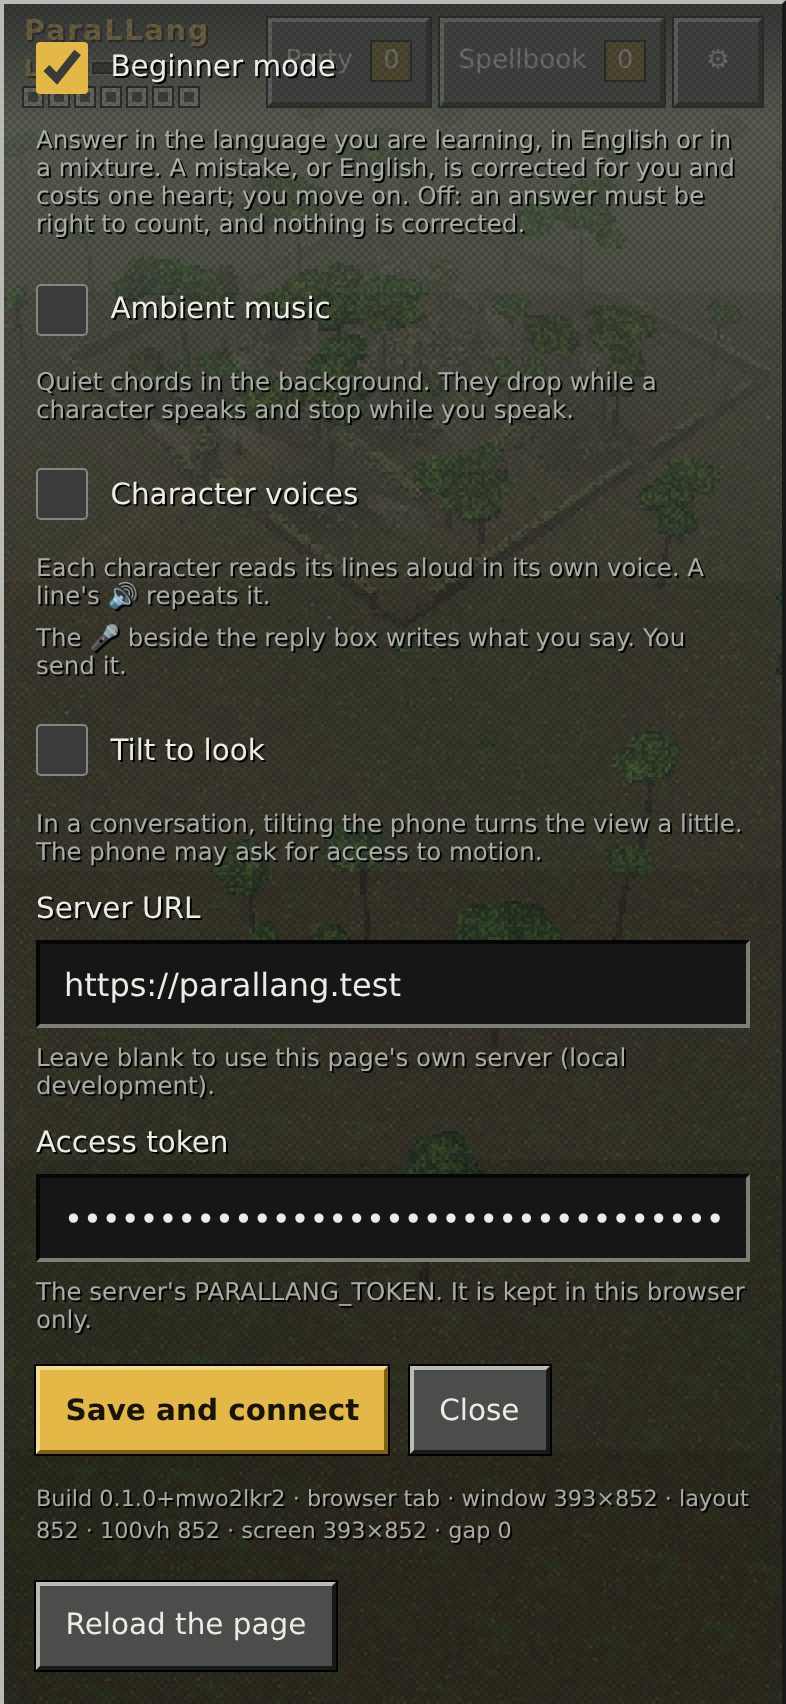 ParaLLang
Party 0 Spellbook 0 ⚙
Beginner mode
Answer in the language you are learning, in English or in
a mixture. A mistake, or English, is corrected for you and
costs one heart; you move on. Off: an answer must be
right to count, and nothing is corrected.
Ambient music
Quiet chords in the background. They drop while a
character speaks and stop while you speak.
Character voices
Each character reads its lines aloud in its own voice. A
line's 🔊 repeats it.
The 🎤 beside the reply box writes what you say. You
send it.
Tilt to look
In a conversation, tilting the phone turns the view a little.
The phone may ask for access to motion.
Server URL
https://parallang.test
Leave blank to use this page's own server (local
development).
Access token
•••••••••••••••••••••••••••••••••••
The server's PARALLANG_TOKEN. It is kept in this browser
only.
Save and connect Close
Build 0.1.0+mwo2lkr2 · browser tab · window 393×852 · layout
852 · 100vh 852 · screen 393×852 · gap 0
Reload the page